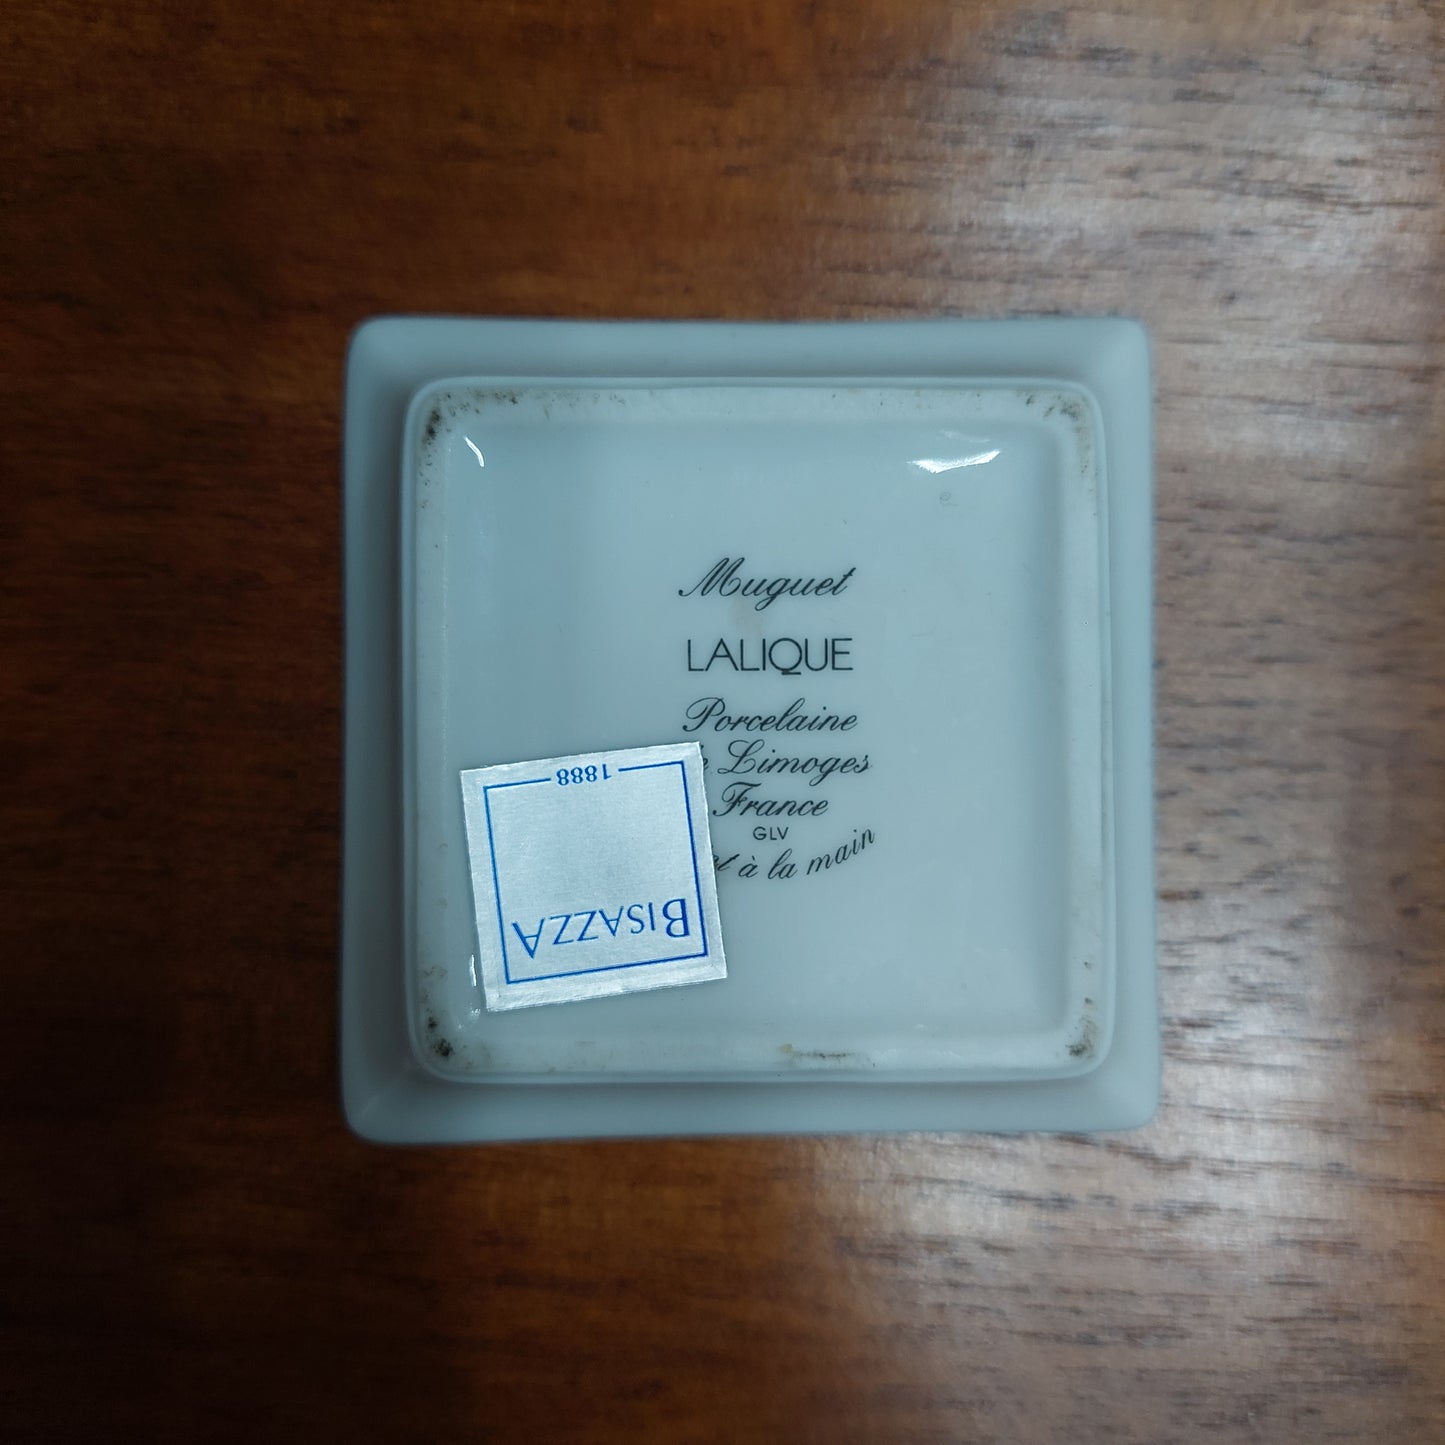 Muguet
LALIQUE
Porcelaine
Limoges
France
GLV
à la main
1888
BISAZZA